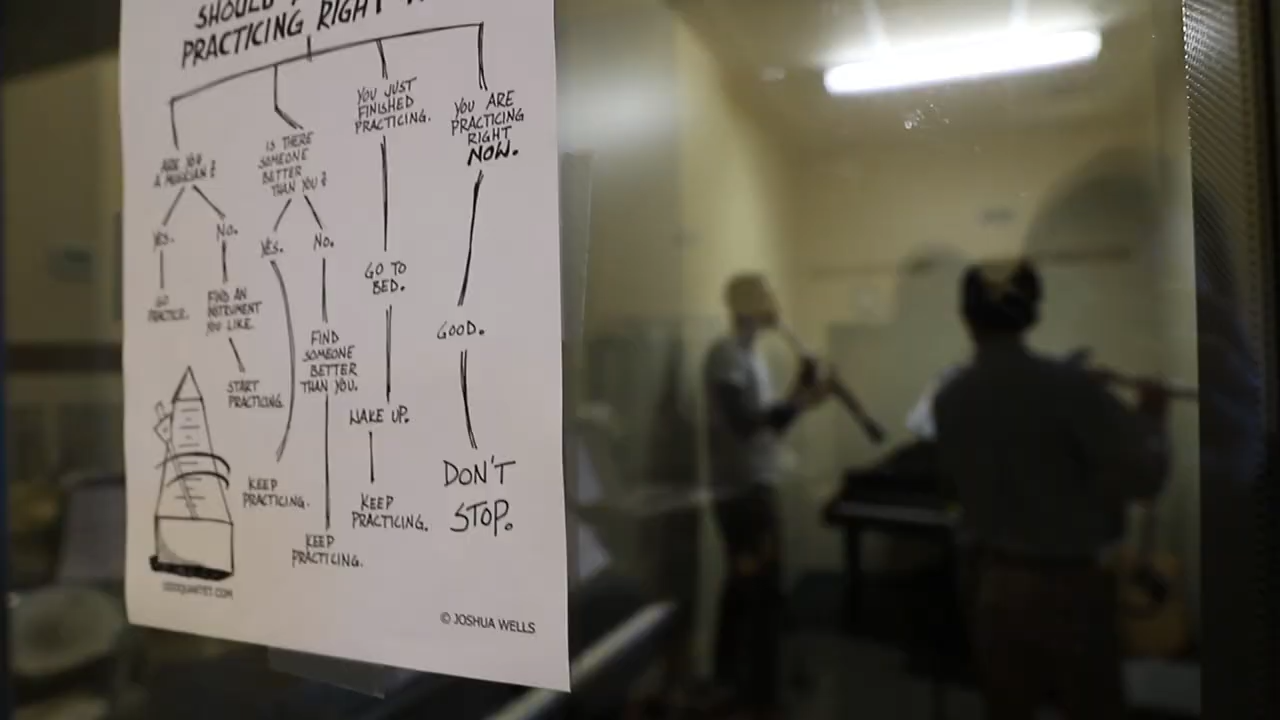 SHOULD
PRACTICING RIGHT
ARE YOU
A MUSICIAN?
YES.
GO
PRACTICE.
NO.
FIND AN
INSTRUMENT
YOU LIKE.
START
PRACTICING.
IS THERE
SOMEONE
BETTER
THAN YOU?
YES.
KEEP
PRACTICING.
NO.
FIND
SOMEONE
BETTER
THAN YOU.
KEEP
PRACTICING.
YOU JUST
FINISHED
PRACTICING.
GO TO
BED.
WAKE UP.
KEEP
PRACTICING.
YOU ARE
PRACTICING
RIGHT
NOW.
GOOD.
DON'T
STOP.
© JOSHUA WELLS